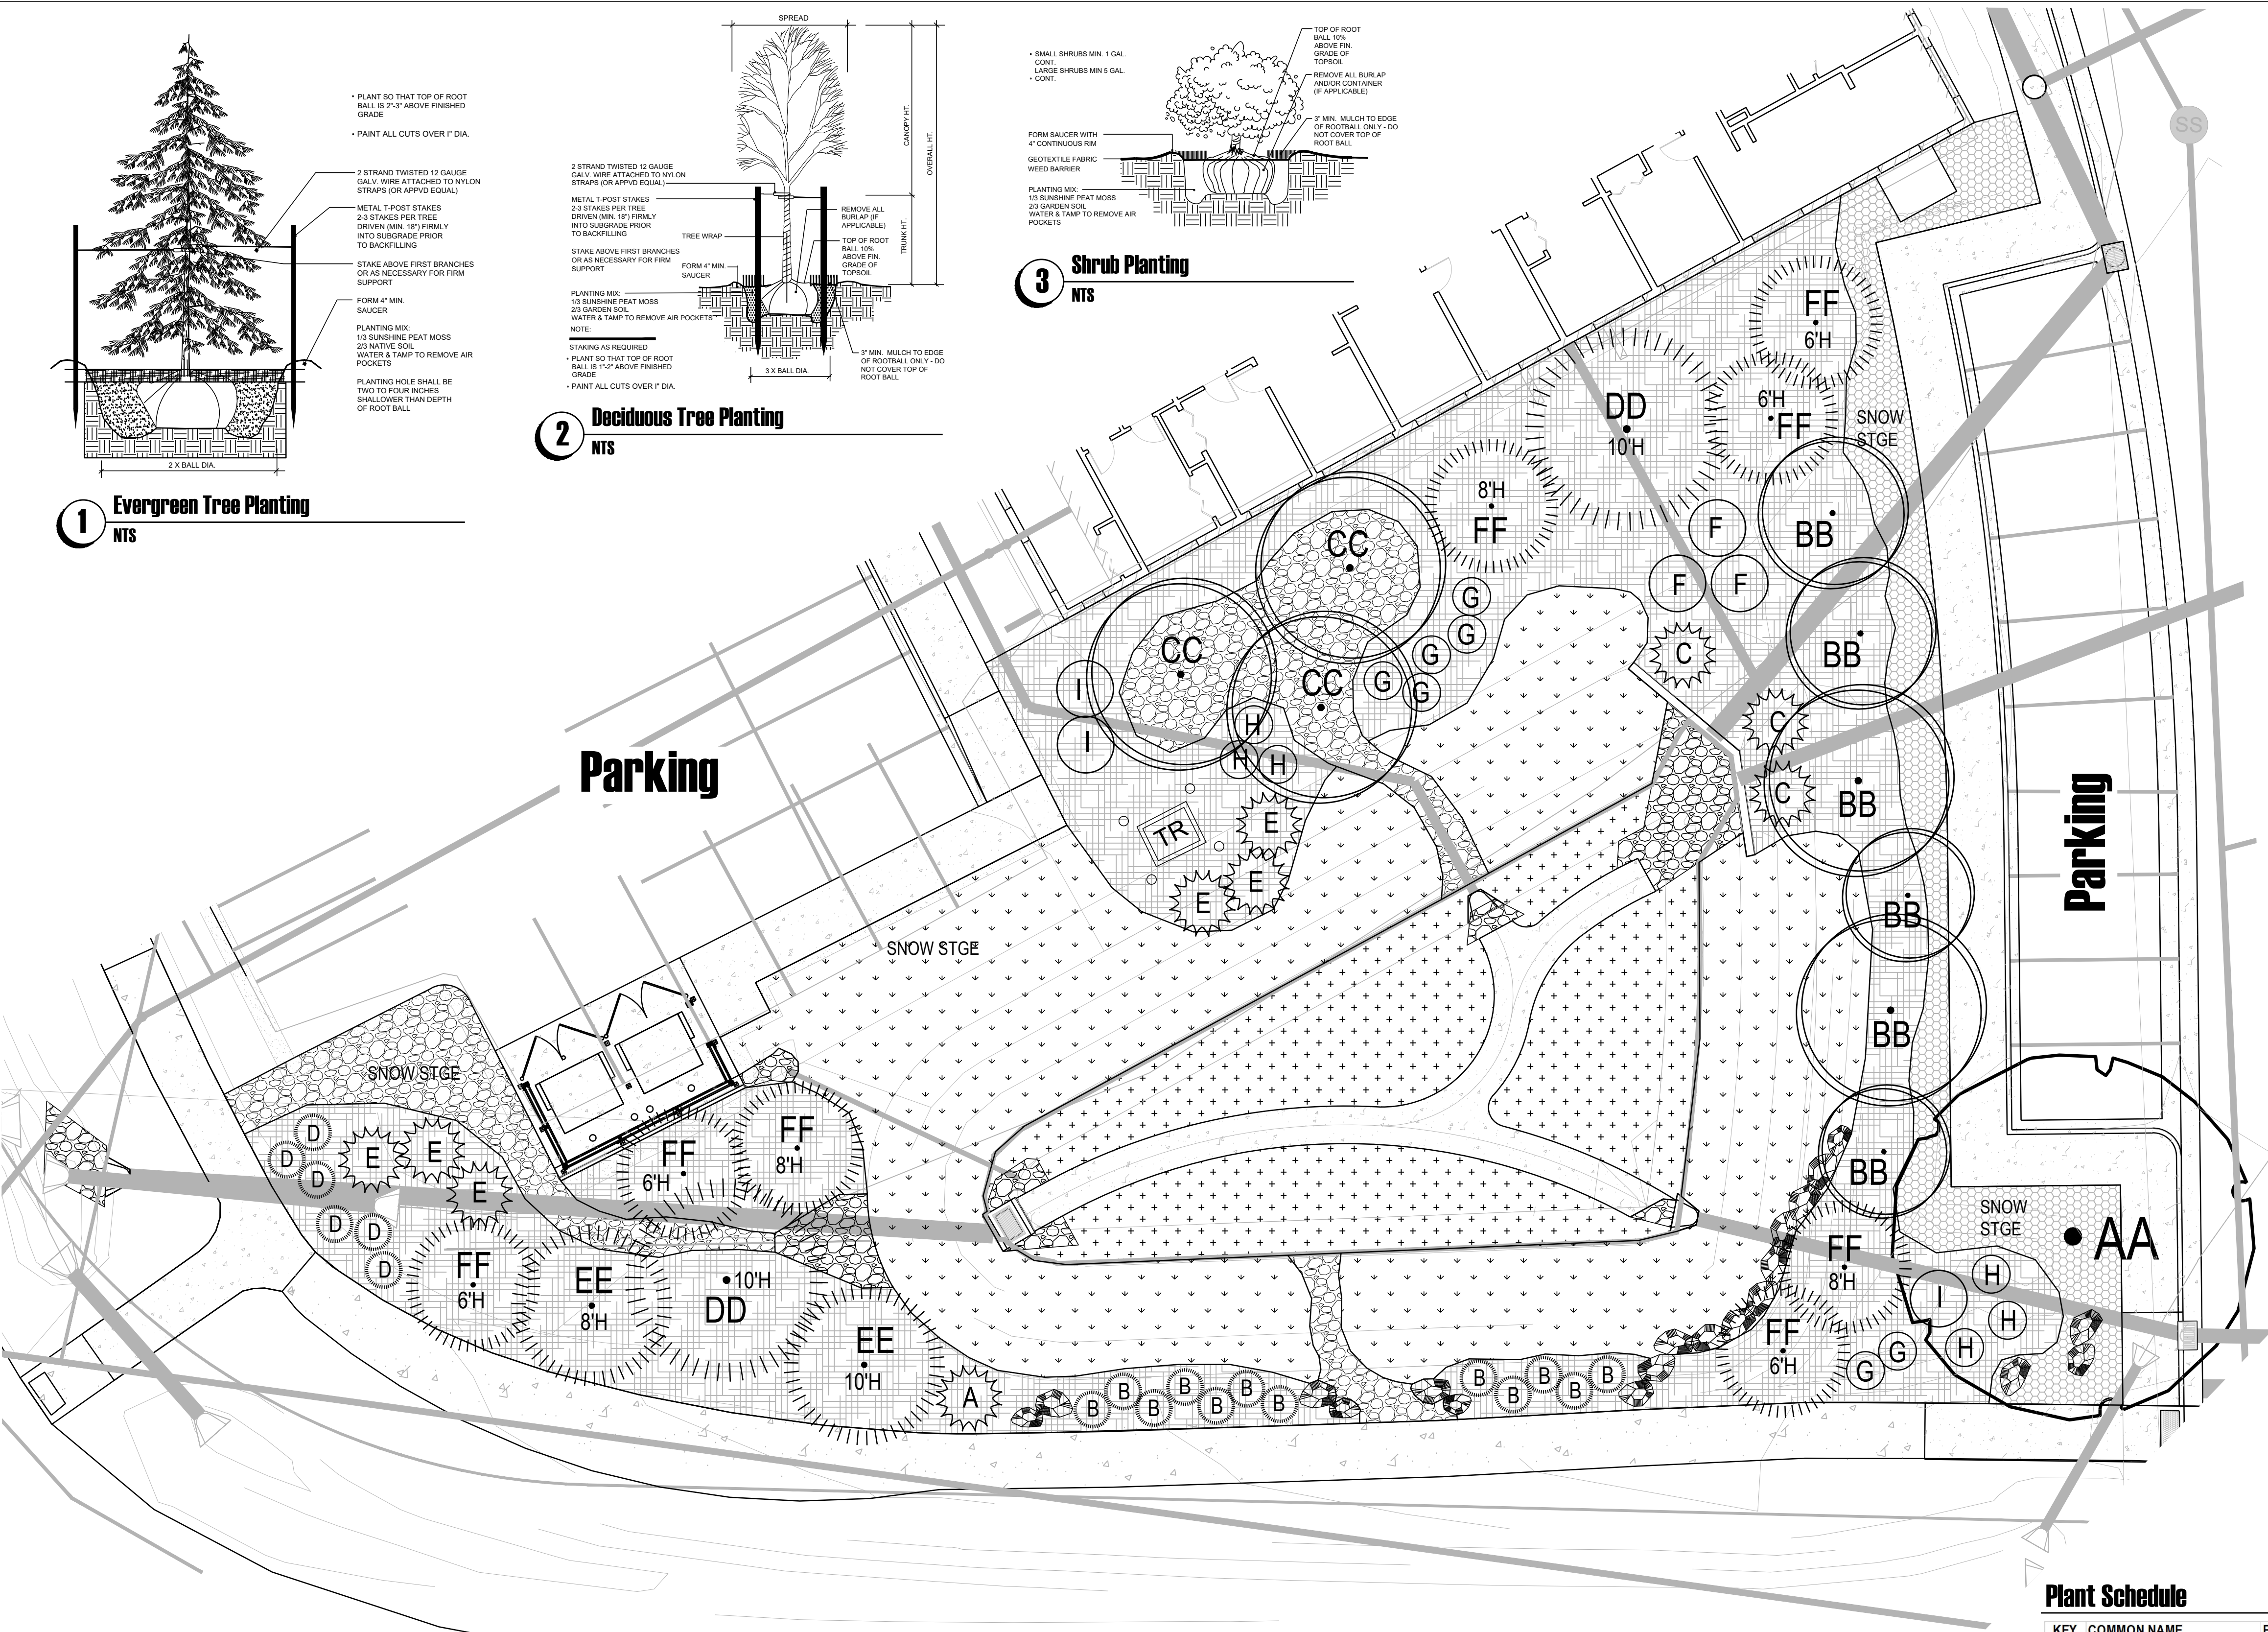 • PLANT SO THAT TOP OF ROOT
BALL IS 2"-3" ABOVE FINISHED
GRADE
• PAINT ALL CUTS OVER I" DIA.
2 STRAND TWISTED 12 GAUGE
GALV. WIRE ATTACHED TO NYLON
STRAPS (OR APPVD EQUAL)
METAL T-POST STAKES
2-3 STAKES PER TREE
DRIVEN (MIN. 18") FIRMLY
INTO SUBGRADE PRIOR
TO BACKFILLING
STAKE ABOVE FIRST BRANCHES
OR AS NECESSARY FOR FIRM
SUPPORT
FORM 4" MIN.
SAUCER
PLANTING MIX:
1/3 SUNSHINE PEAT MOSS
2/3 NATIVE SOIL
WATER & TAMP TO REMOVE AIR
POCKETS
PLANTING HOLE SHALL BE
TWO TO FOUR INCHES
SHALLOWER THAN DEPTH
OF ROOT BALL
2 X BALL DIA.
1 Evergreen Tree Planting
NTS
SPREAD
CANOPY HT.
OVERALL HT.
TRUNK HT.
2 STRAND TWISTED 12 GAUGE
GALV. WIRE ATTACHED TO NYLON
STRAPS (OR APPVD EQUAL)
METAL T-POST STAKES
2-3 STAKES PER TREE
DRIVEN (MIN. 18") FIRMLY
INTO SUBGRADE PRIOR
TO BACKFILLING
TREE WRAP
STAKE ABOVE FIRST BRANCHES
OR AS NECESSARY FOR FIRM
SUPPORT
FORM 4" MIN.
SAUCER
PLANTING MIX:
1/3 SUNSHINE PEAT MOSS
2/3 GARDEN SOIL
WATER & TAMP TO REMOVE AIR POCKETS
NOTE:
STAKING AS REQUIRED
• PLANT SO THAT TOP OF ROOT
BALL IS 1"-2" ABOVE FINISHED
GRADE
• PAINT ALL CUTS OVER I" DIA.
REMOVE ALL
BURLAP (IF
APPLICABLE)
TOP OF ROOT
BALL 10%
ABOVE FIN.
GRADE OF
TOPSOIL
3" MIN. MULCH TO EDGE
OF ROOTBALL ONLY - DO
NOT COVER TOP OF
ROOT BALL
3 X BALL DIA.
2 Deciduous Tree Planting
NTS
• SMALL SHRUBS MIN. 1 GAL.
CONT.
LARGE SHRUBS MIN 5 GAL.
• CONT.
FORM SAUCER WITH
4" CONTINUOUS RIM
GEOTEXTILE FABRIC
WEED BARRIER
PLANTING MIX:
1/3 SUNSHINE PEAT MOSS
2/3 GARDEN SOIL
WATER & TAMP TO REMOVE AIR
POCKETS
TOP OF ROOT
BALL 10%
ABOVE FIN.
GRADE OF
TOPSOIL
REMOVE ALL BURLAP
AND/OR CONTAINER
(IF APPLICABLE)
3" MIN. MULCH TO EDGE
OF ROOTBALL ONLY - DO
NOT COVER TOP OF
ROOT BALL
3 Shrub Planting
NTS
SS
FF
6'H
6'H
FF
SNOW
STGE
DD
10'H
8'H
FF
F
F
F
BB
CC
CC
CC
G
G
G
G
G
C
BB
I
I
H
H
H
C
C
BB
Parking
Parking
TR
E
E
E
BB
SNOW STGE
BB
SNOW STGE
D
D
D
E
E
E
FF
6'H
FF
8'H
BB
D
D
D
FF
6'H
EE
8'H
10'H
DD
EE
10'H
SNOW
STGE
AA
FF
8'H
FF
6'H
I
H
H
H
G
G
A
B
B
B
B
B
B
B
B
B
B
B
B
Plant Schedule
KEY COMMON NAME